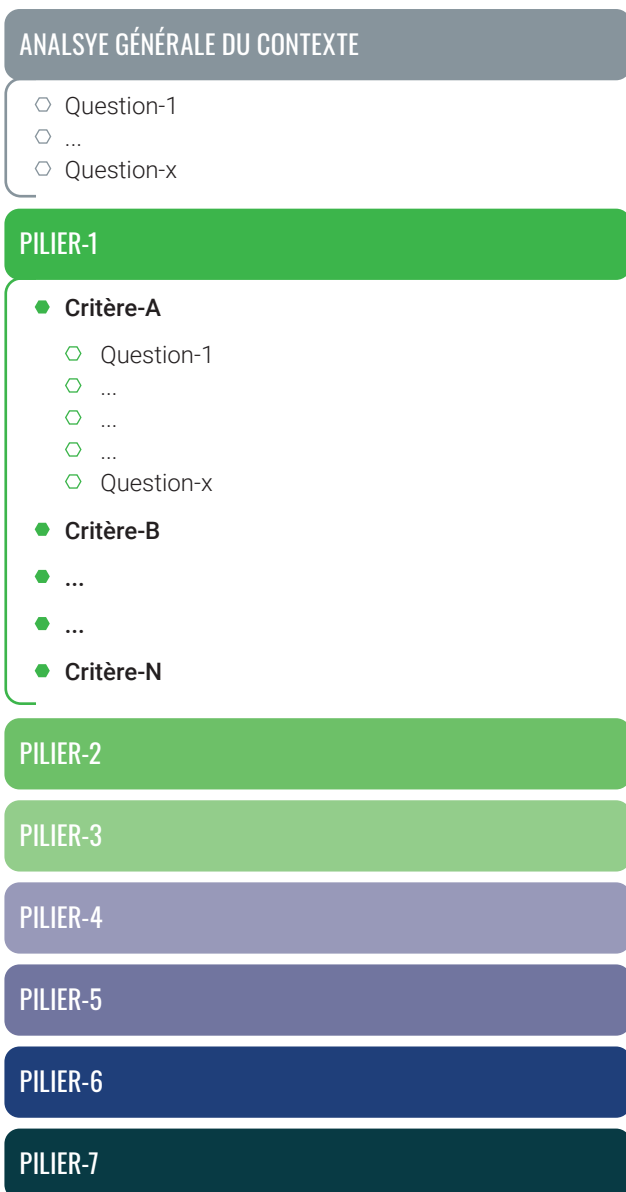 ANALSYE GÉNÉRALE DU CONTEXTE
Question-1
...
Question-x
PILIER-1
Critère-A
Question-1
...
...
...
Question-x
Critère-B
...
...
Critère-N
PILIER-2
PILIER-3
PILIER-4
PILIER-5
PILIER-6
PILIER-7